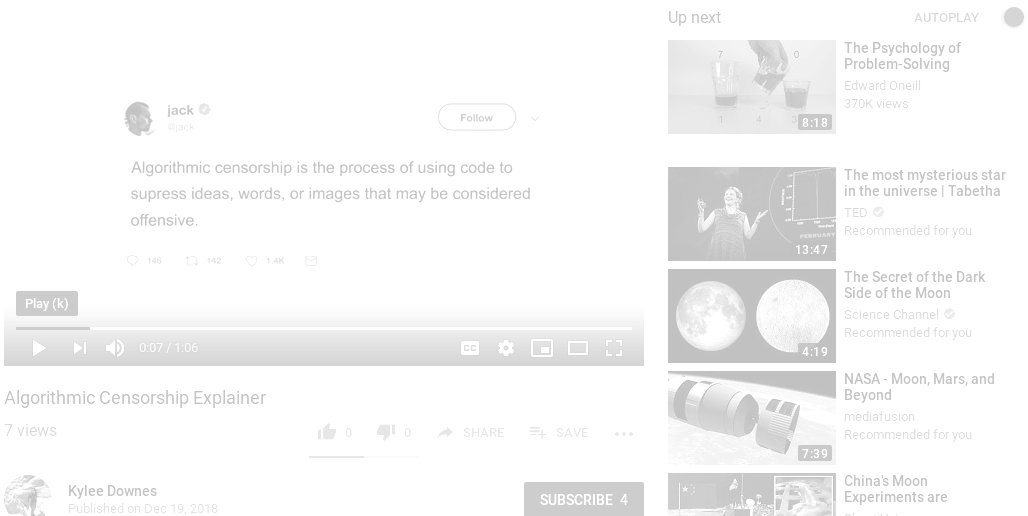 Up next
AUTOPLAY
jack
@jack
Follow
Algorithmic censorship is the process of using code to
supress ideas, words, or images that may be considered
offensive.
146 142 1.4K
Play (k)
0:07 / 1:06
CC
Algorithmic Censorship Explainer
7 views
0 0 SHARE SAVE
Kylee Downes
Published on Dec 19, 2018
SUBSCRIBE 4
7 0
1 4 3
8:18
The Psychology of
Problem-Solving
Edward Oneill
370K views
FEBRUARY
13:47
The most mysterious star
in the universe | Tabetha
TED
Recommended for you
4:19
The Secret of the Dark
Side of the Moon
Science Channel
Recommended for you
7:39
NASA - Moon, Mars, and
Beyond
mediafusion
Recommended for you
China's Moon
Experiments are